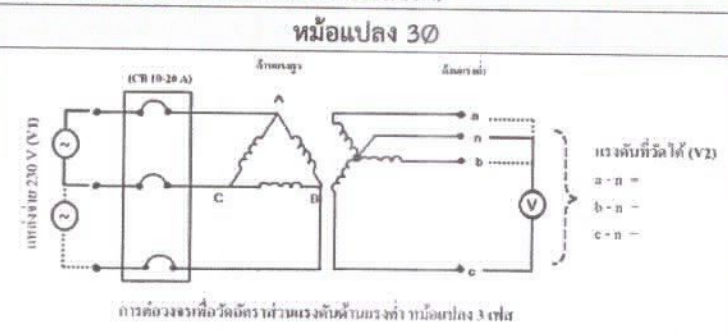 หม้อแปลง 3Ø
ด้านแรงสูง
ด้านแรงต่ำ
(CB 10-20 A)
A
a
n
b
แหล่งจ่าย 230 V (V1)
~
~
C
B
V
c
แรงดันที่วัดได้ (V2)
a - n =
b - n -
c - n -
การต่อวงจรเพื่อวัดอัตราส่วนแรงดันด้านแรงต่ำ หม้อแปลง 3 เฟส